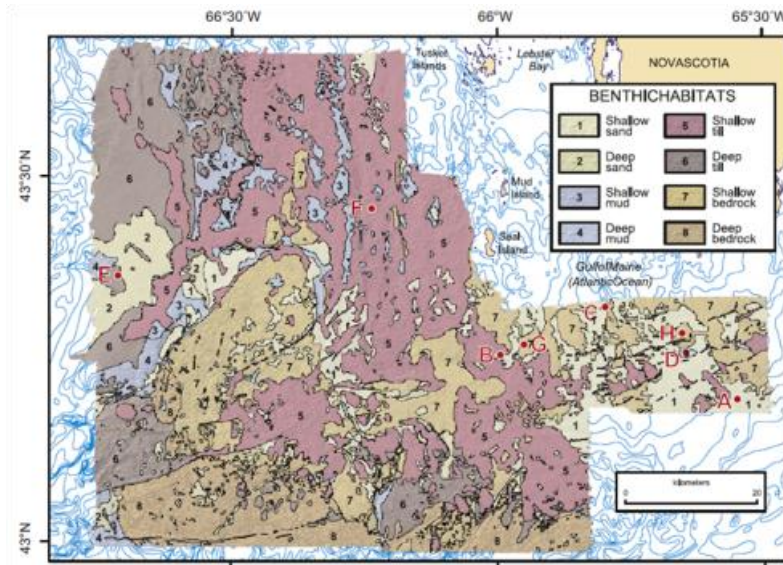 66°30'W 66°0'W 65°30'W
Tusket
Islands
Lobster
Bay
NOVASCOTIA
BENTHICHABITATS
1 Shallow sand
5 Shallow till
2 Deep sand
6 Deep till
3 Shallow mud
7 Shallow bedrock
4 Deep mud
8 Deep bedrock
43°30'N
Mud
Island
Seal
Island
GulfofMaine
(AtlanticOcean)
F
E
C
H
G
B
D
A
kilometers
0 20
43°N